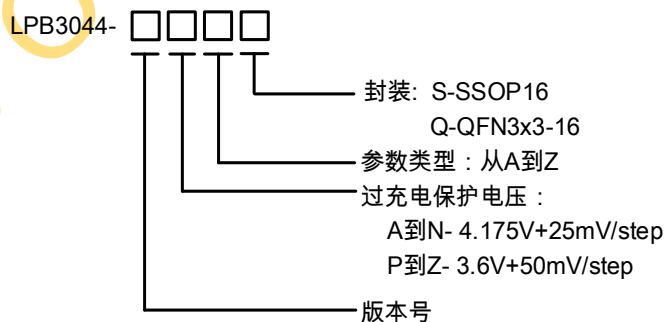 LPB3044-
封装: S-SSOP16
Q-QFN3x3-16
参数类型：从A到Z
过充电保护电压：
A到N- 4.175V+25mV/step
P到Z- 3.6V+50mV/step
版本号